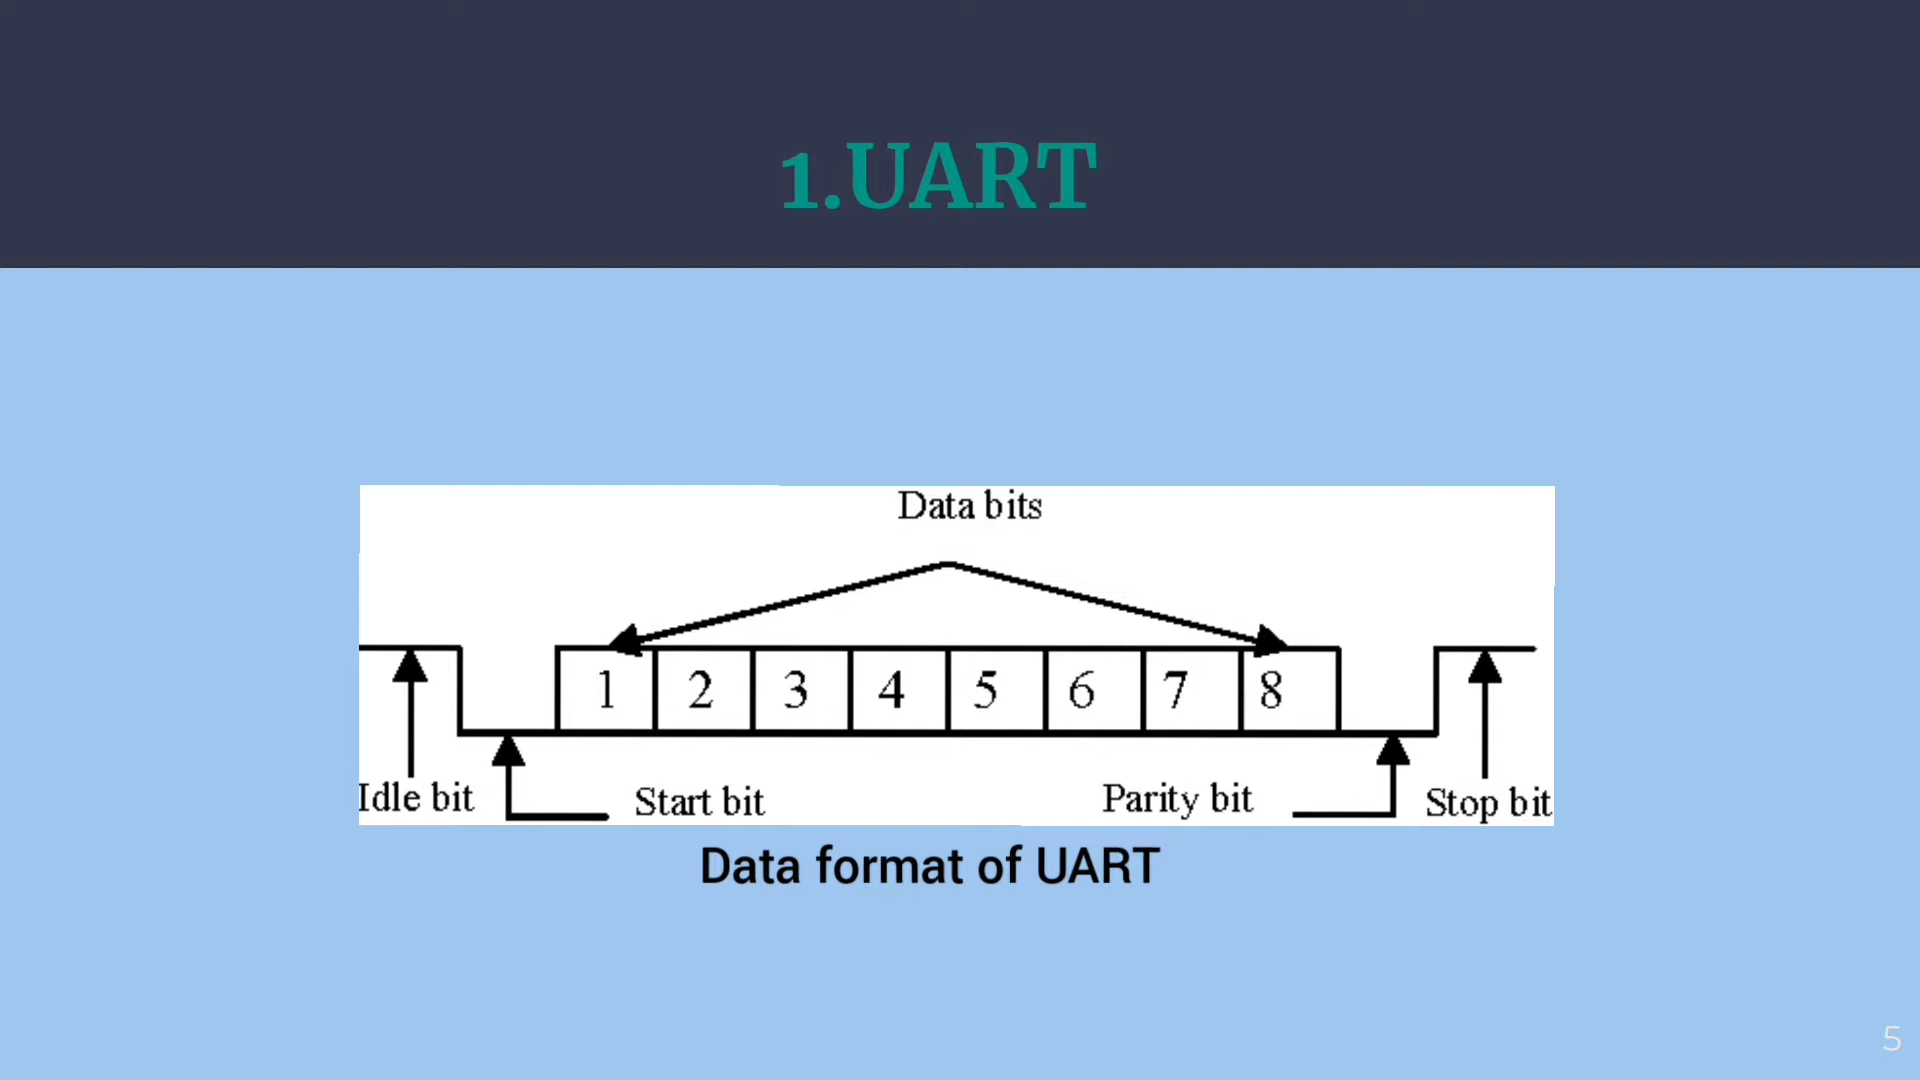 1.UART
Data bits
1 2 3 4 5 6 7 8
Idle bit Start bit Parity bit Stop bit
Data format of UART
5